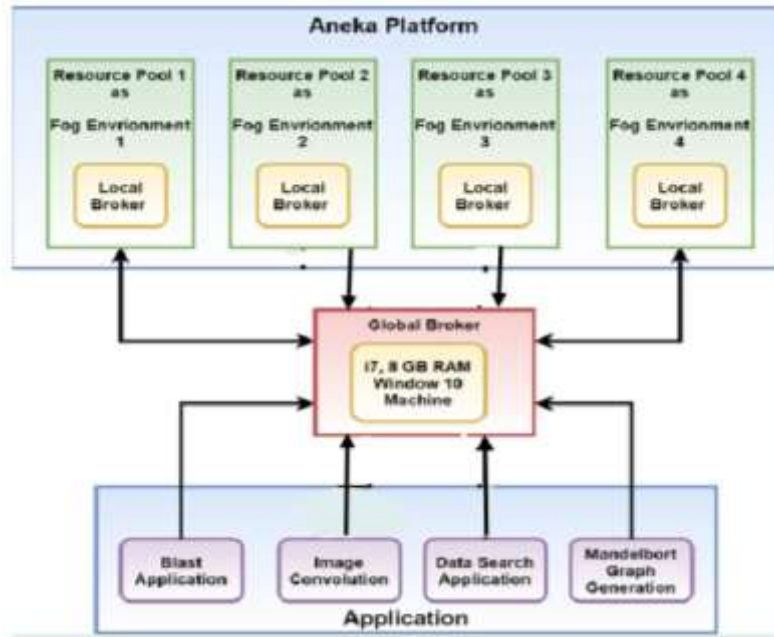 Aneka Platform
Resource Pool 1
as
Fog Envrionment
1
Local
Broker
Resource Pool 2
as
Fog Envrionment
2
Local
Broker
Resource Pool 3
as
Fog Envrionment
3
Local
Broker
Resource Pool 4
as
Fog Envrionment
4
Local
Broker
Global Broker
i7, 8 GB RAM
Window 10
Machine
Blast
Application
Image
Convolution
Data Search
Application
Mandelbort
Graph
Generation
Application